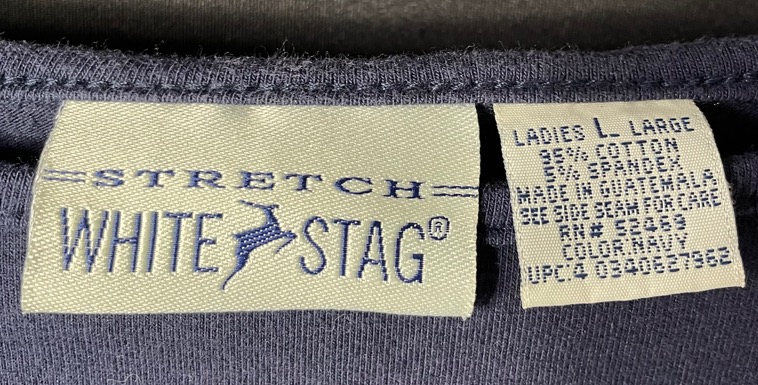 STRETCH
WHITE STAG®
LADIES L LARGE
95% COTTON
5% SPANDEX
MADE IN GUATEMALA
SEE SIDE SEAM FOR CARE
RN# 52469
COLOR:NAVY
UPC:4 0340627962